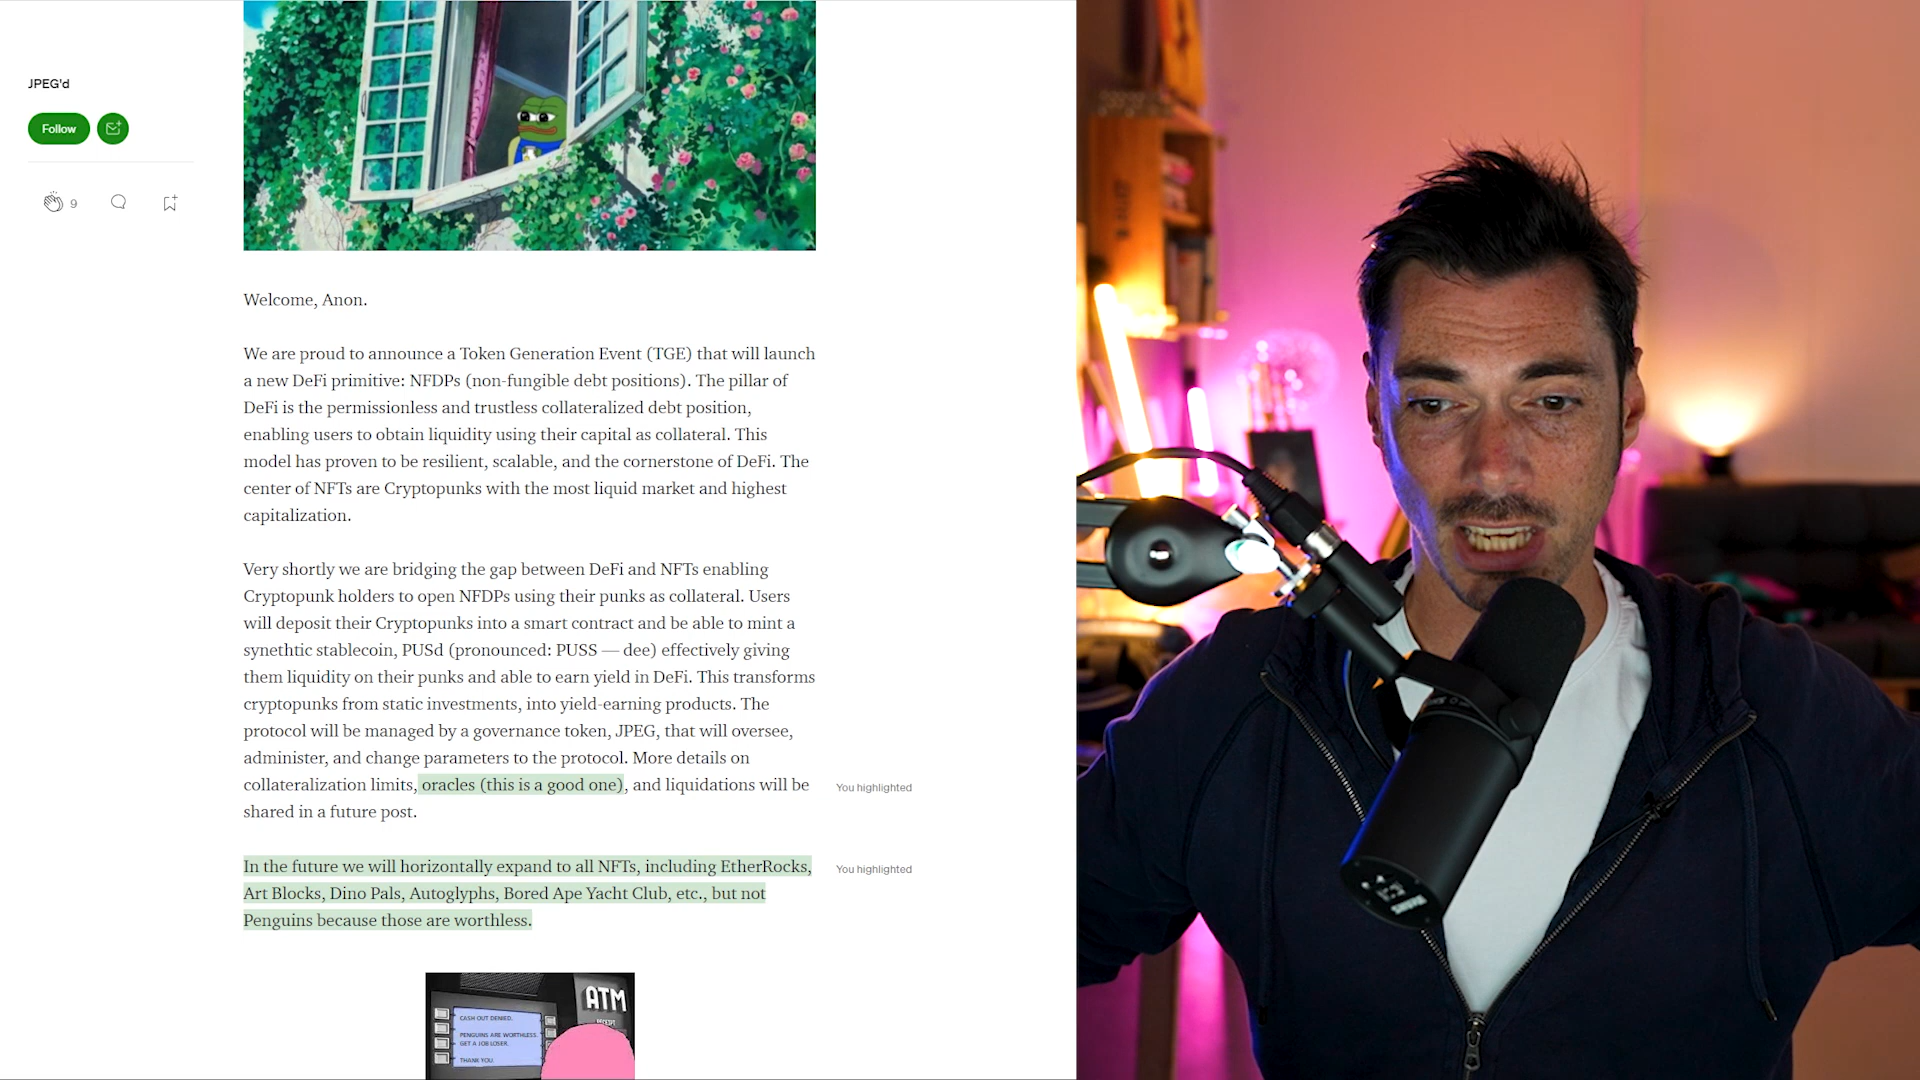 JPEG'd
Follow
9
Welcome, Anon.
We are proud to announce a Token Generation Event (TGE) that will launch
a new DeFi primitive: NFDPs (non-fungible debt positions). The pillar of
DeFi is the permissionless and trustless collateralized debt position,
enabling users to obtain liquidity using their capital as collateral. This
model has proven to be resilient, scalable, and the cornerstone of DeFi. The
center of NFTs are Cryptopunks with the most liquid market and highest
capitalization.
Very shortly we are bridging the gap between DeFi and NFTs enabling
Cryptopunk holders to open NFDPs using their punks as collateral. Users
will deposit their Cryptopunks into a smart contract and be able to mint a
synethtic stablecoin, PUSd (pronounced: PUSS — dee) effectively giving
them liquidity on their punks and able to earn yield in DeFi. This transforms
cryptopunks from static investments, into yield-earning products. The
protocol will be managed by a governance token, JPEG, that will oversee,
administer, and change parameters to the protocol. More details on
collateralization limits, oracles (this is a good one), and liquidations will be
shared in a future post.
You highlighted
In the future we will horizontally expand to all NFTs, including EtherRocks,
Art Blocks, Dino Pals, Autoglyphs, Bored Ape Yacht Club, etc., but not
Penguins because those are worthless.
You highlighted
ATM
CASH OUT DENIED.
PENGUINS ARE WORTHLESS.
GET A JOB LOSER.
THANK YOU.